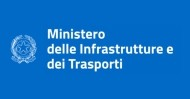 Ministero
delle Infrastrutture e
dei Trasporti